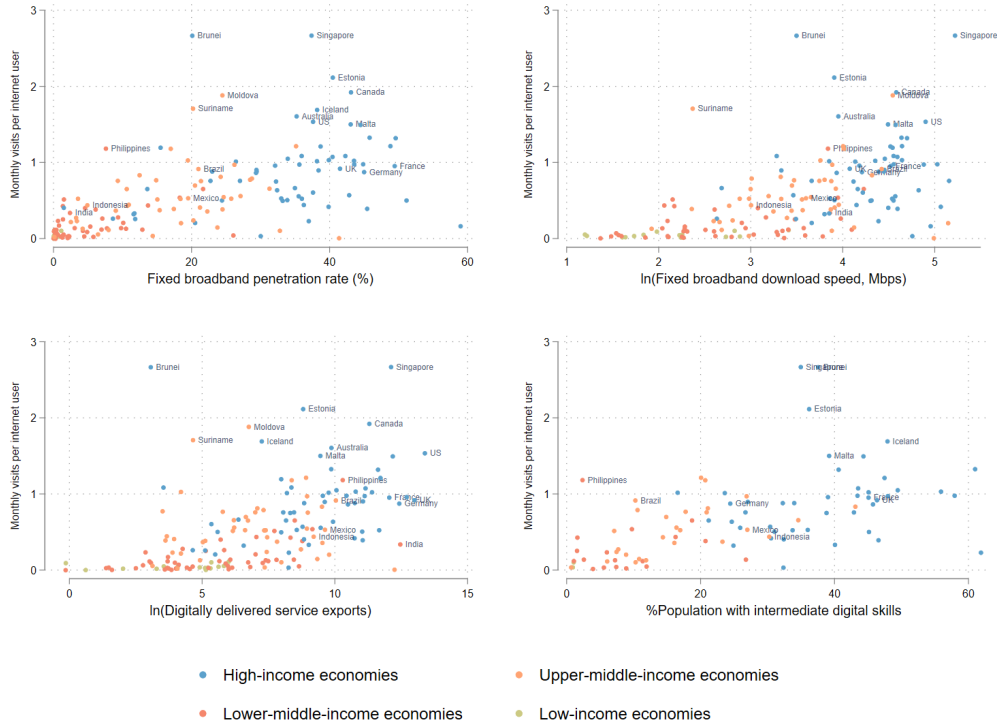 3
2
1
0
Monthly visits per internet user
Brunei
Singapore
Estonia
Canada
Moldova
Suriname
Iceland
Australia
US
Malta
Philippines
Brazil
UK
France
Germany
Mexico
Indonesia
India
0
20
40
60
Fixed broadband penetration rate (%)
3
2
1
0
Monthly visits per internet user
Brunei
Singapore
Estonia
Canada
Moldova
Suriname
Australia
Malta
US
Philippines
UK
France
Brazil
Germany
Mexico
Indonesia
India
1
2
3
4
5
ln(Fixed broadband download speed, Mbps)
3
2
1
0
Monthly visits per internet user
Brunei
Singapore
Estonia
Canada
Moldova
Suriname
Iceland
Australia
US
Malta
Philippines
Brazil
France
UK
Germany
Mexico
Indonesia
India
0
5
10
15
ln(Digitally delivered service exports)
3
2
1
0
Monthly visits per internet user
Singapore
Brunei
Estonia
Iceland
Malta
Philippines
Brazil
Germany
France
UK
Mexico
Indonesia
0
20
40
60
%Population with intermediate digital skills
High-income economies
Upper-middle-income economies
Lower-middle-income economies
Low-income economies